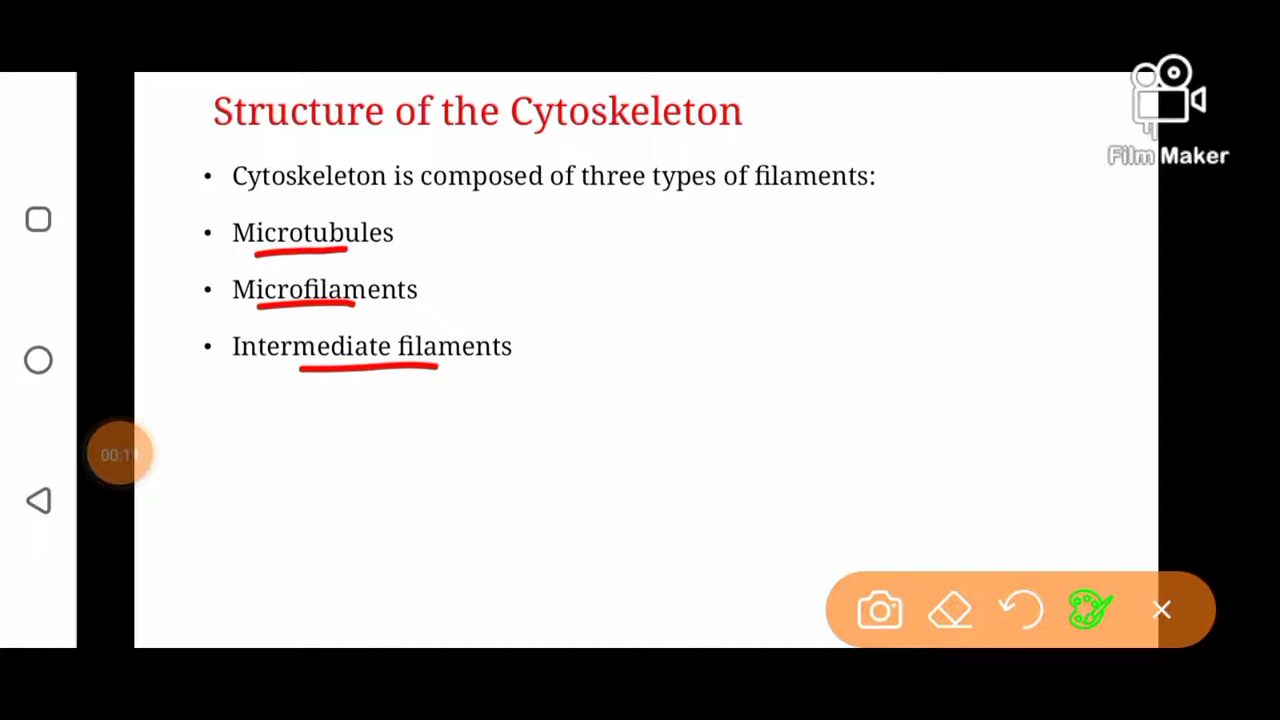 Structure of the Cytoskeleton
Film Maker
• Cytoskeleton is composed of three types of filaments:
• Microtubules
• Microfilaments
• Intermediate filaments